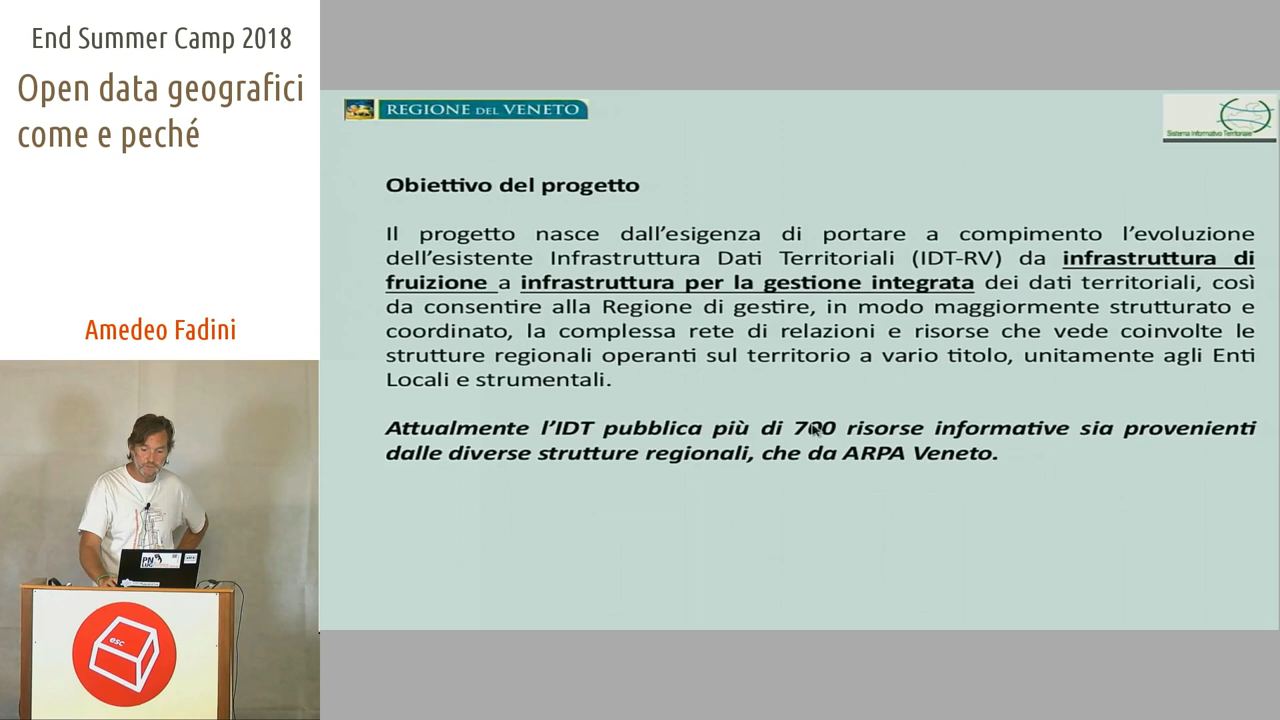 End Summer Camp 2018
Open data geografici
come e peché
Amedeo Fadini
REGIONE DEL VENETO
Sistema Informativo Territoriale
Obiettivo del progetto
Il progetto nasce dall'esigenza di portare a compimento l'evoluzione
dell'esistente Infrastruttura Dati Territoriali (IDT-RV) da infrastruttura di
fruizione a infrastruttura per la gestione integrata dei dati territoriali, così
da consentire alla Regione di gestire, in modo maggiormente strutturato e
coordinato, la complessa rete di relazioni e risorse che vede coinvolte le
strutture regionali operanti sul territorio a vario titolo, unitamente agli Enti
Locali e strumentali.
Attualmente l'IDT pubblica più di 700 risorse informative sia provenienti
dalle diverse strutture regionali, che da ARPA Veneto.
PN
LUG
esc